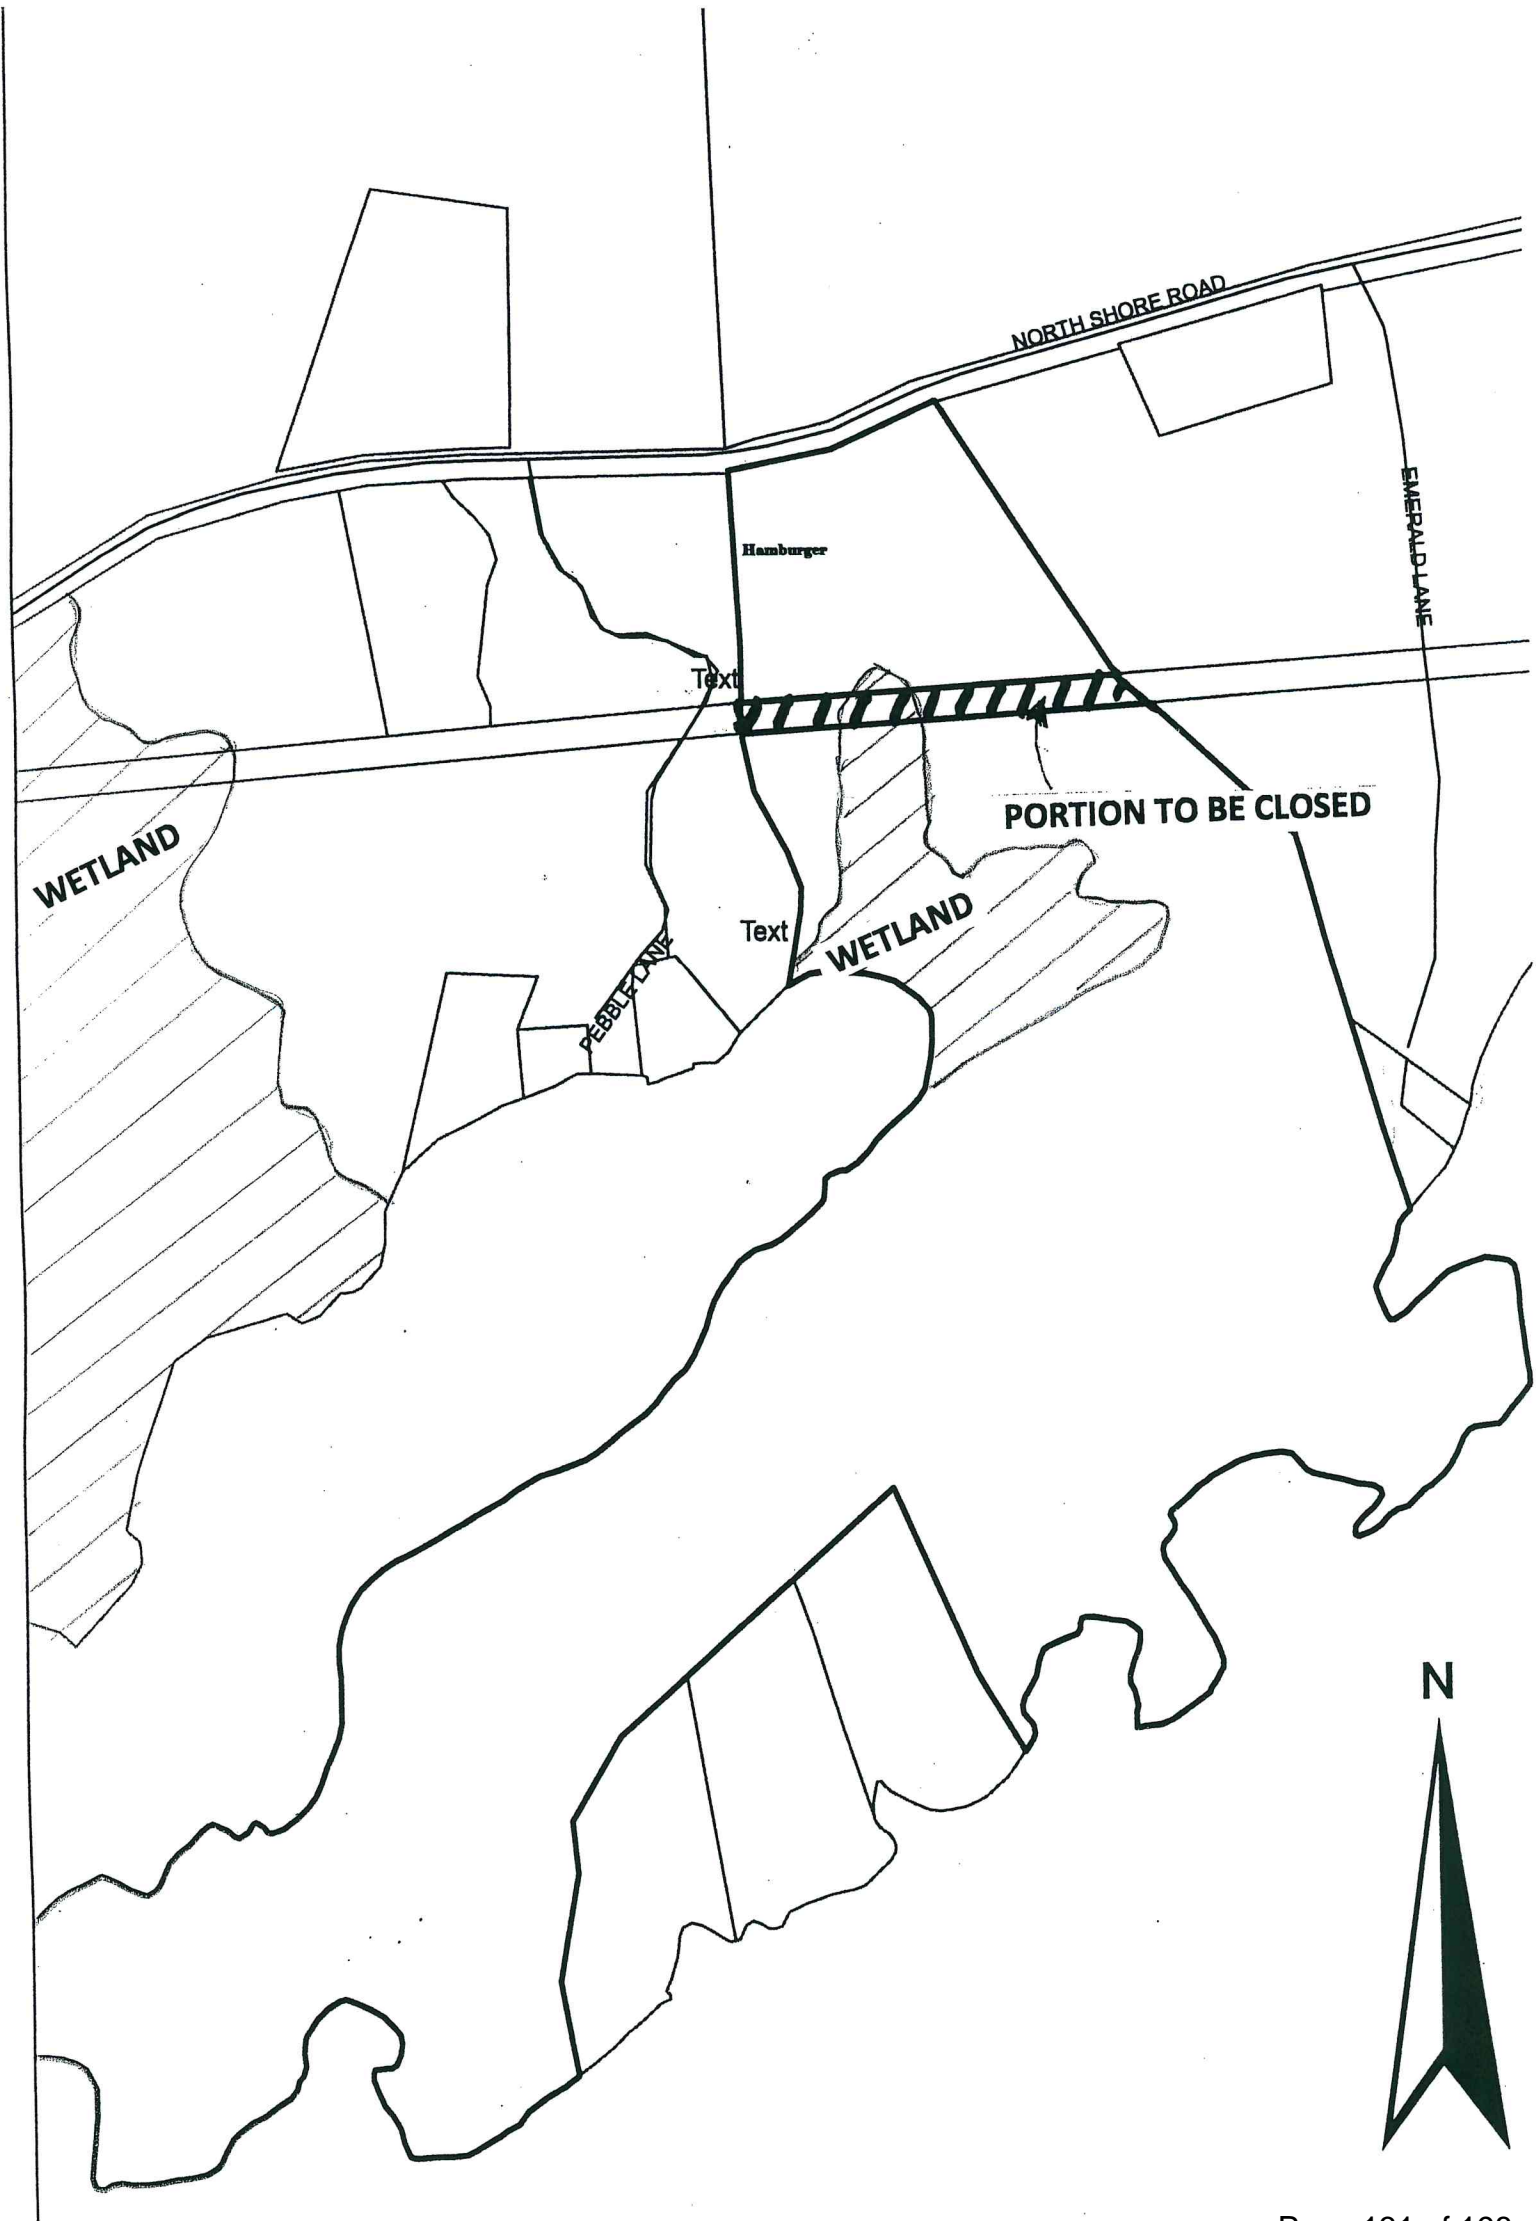 NORTH SHORE ROAD
EMERALD LANE
Hamburger
Text
PORTION TO BE CLOSED
WETLAND
WETLAND
Text
PEBBLE LANE
N